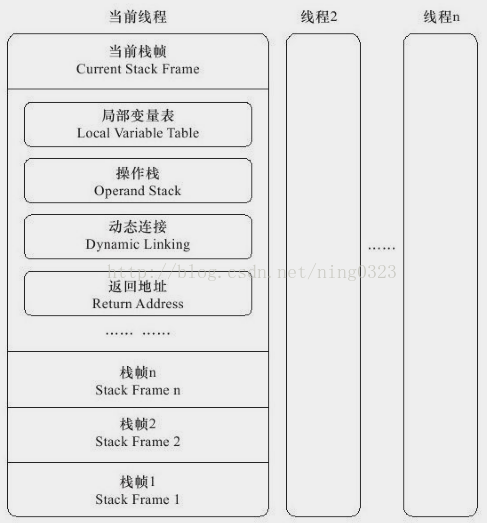 当前线程
线程2
线程n
当前栈帧
Current Stack Frame
局部变量表
Local Variable Table
操作栈
Operand Stack
动态连接
Dynamic Linking
http://blog.csdn.net/ning0323
返回地址
Return Address
…… ……
……
栈帧n
Stack Frame n
栈帧2
Stack Frame 2
栈帧1
Stack Frame 1